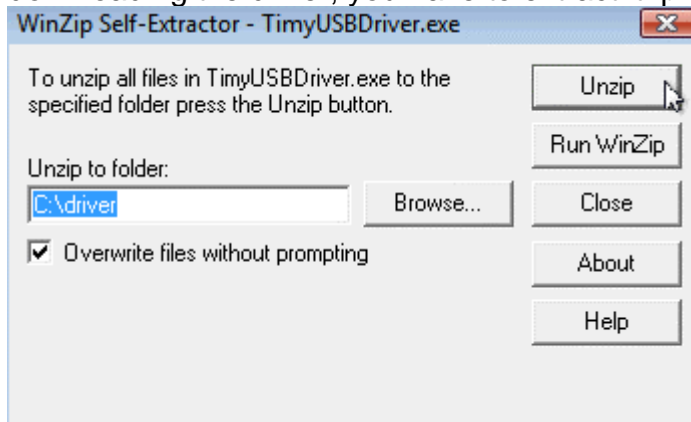 WinZip Self-Extractor - TimyUSBDriver.exe
To unzip all files in TimyUSBDriver.exe to the
specified folder press the Unzip button.
Unzip
Run WinZip
Unzip to folder:
C:\driver
Browse...
Close
Overwrite files without prompting
About
Help